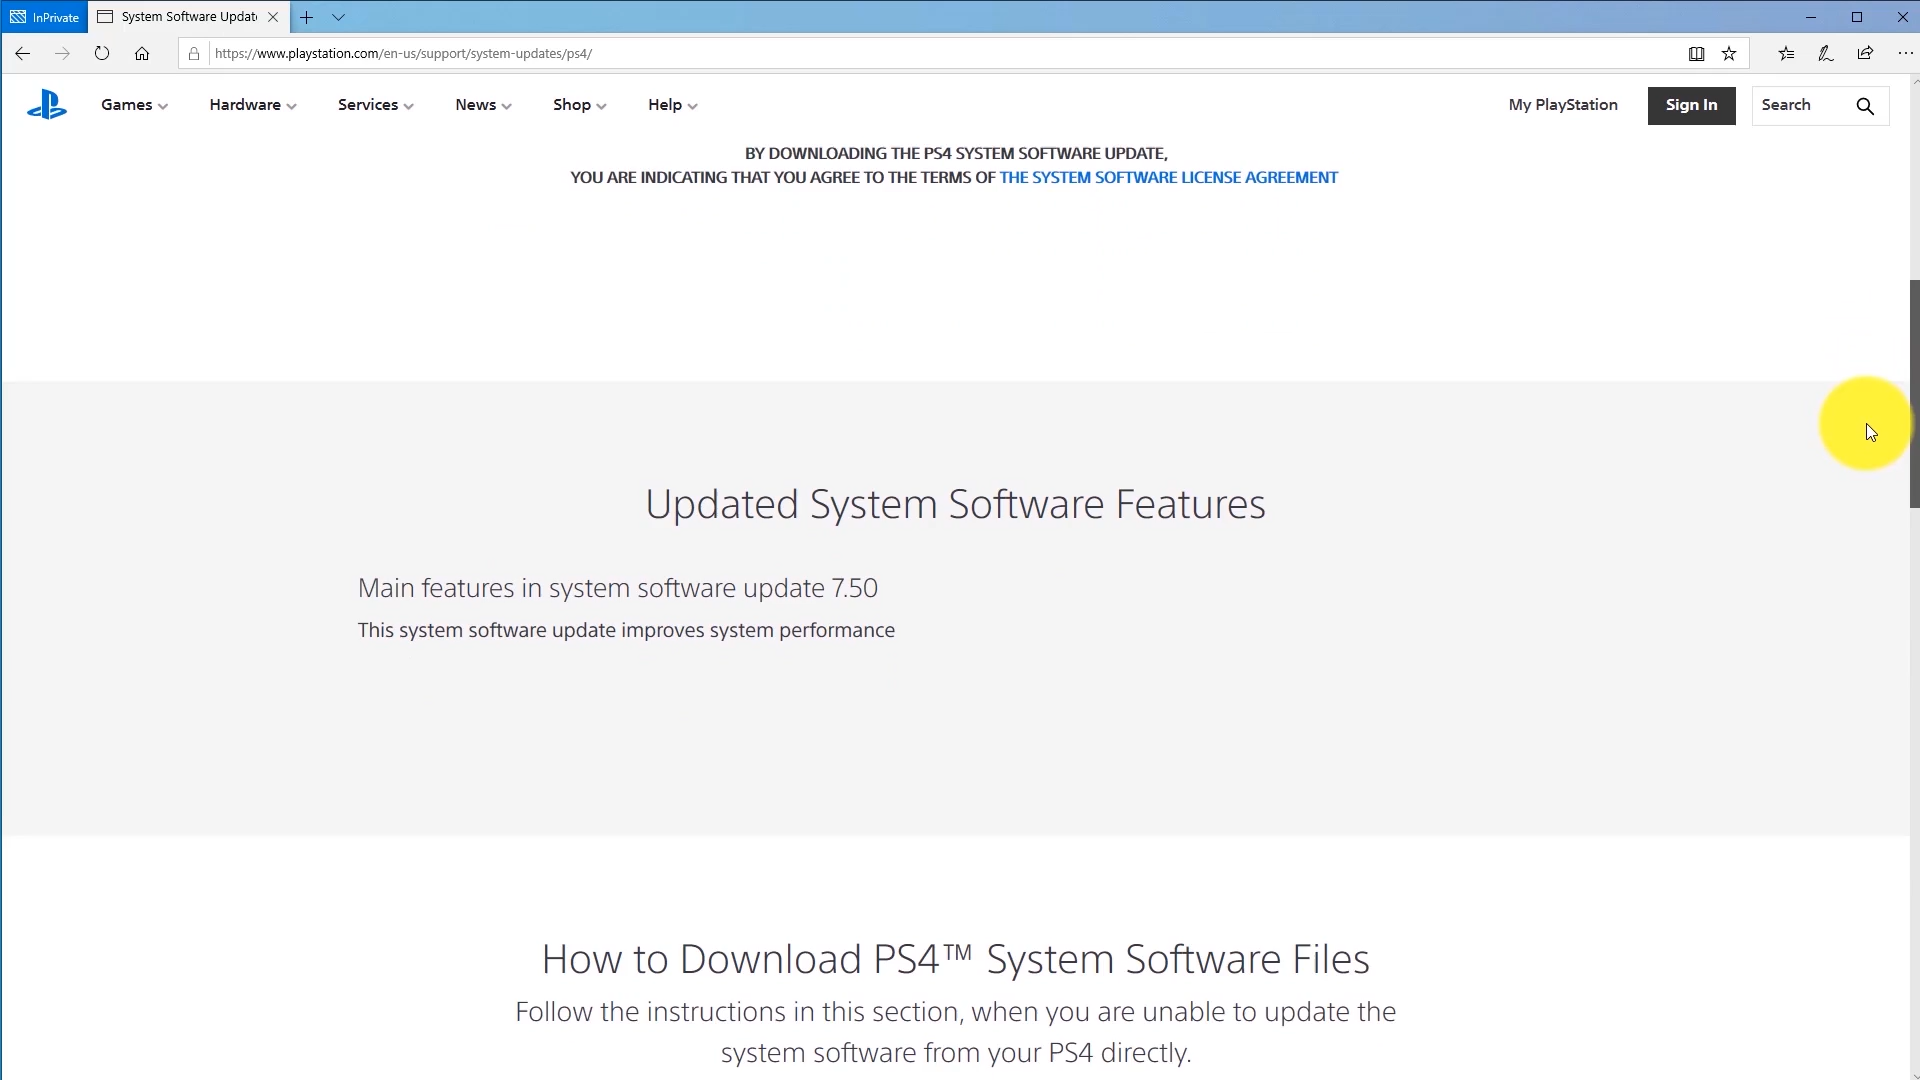 InPrivate
System Software Updat
https://www.playstation.com/en-us/support/system-updates/ps4/
Games
Hardware
Services
News
Shop
Help
My PlayStation
Sign In
Search
BY DOWNLOADING THE PS4 SYSTEM SOFTWARE UPDATE,
YOU ARE INDICATING THAT YOU AGREE TO THE TERMS OF THE SYSTEM SOFTWARE LICENSE AGREEMENT
Updated System Software Features
Main features in system software update 7.50
This system software update improves system performance
How to Download PS4™ System Software Files
Follow the instructions in this section, when you are unable to update the
system software from your PS4 directly.